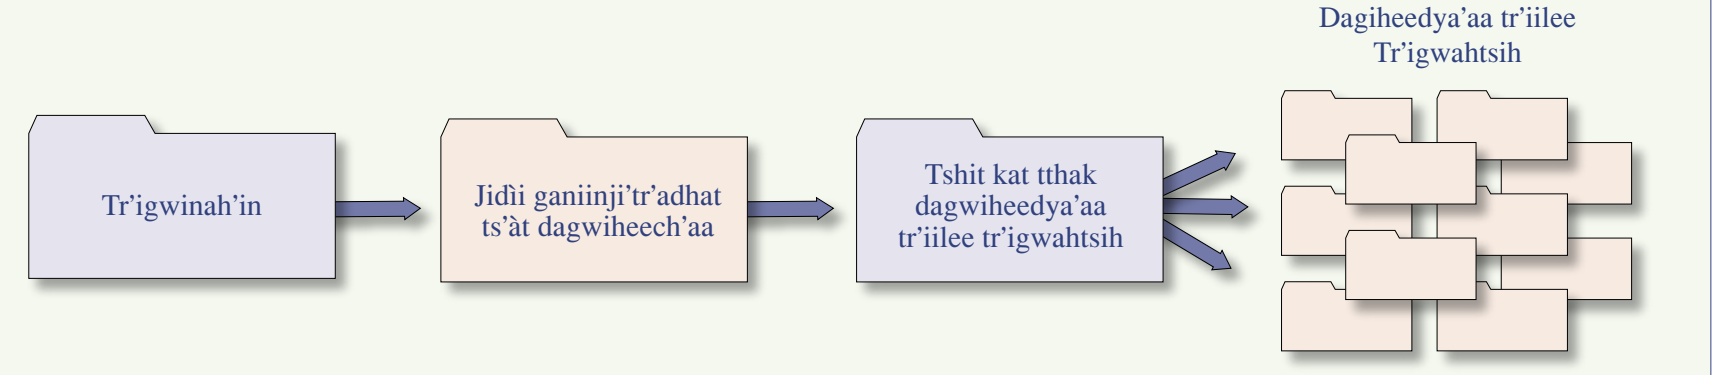 Dagiheedya’aa tr’iilee
Tr’igwahtsih
Tr’igwinah’in
Jidìi ganiinji’tr’adhat
ts’àt dagwiheech’aa
Tshit kat tthak
dagwiheedya’aa
tr’iilee tr’igwahtsih